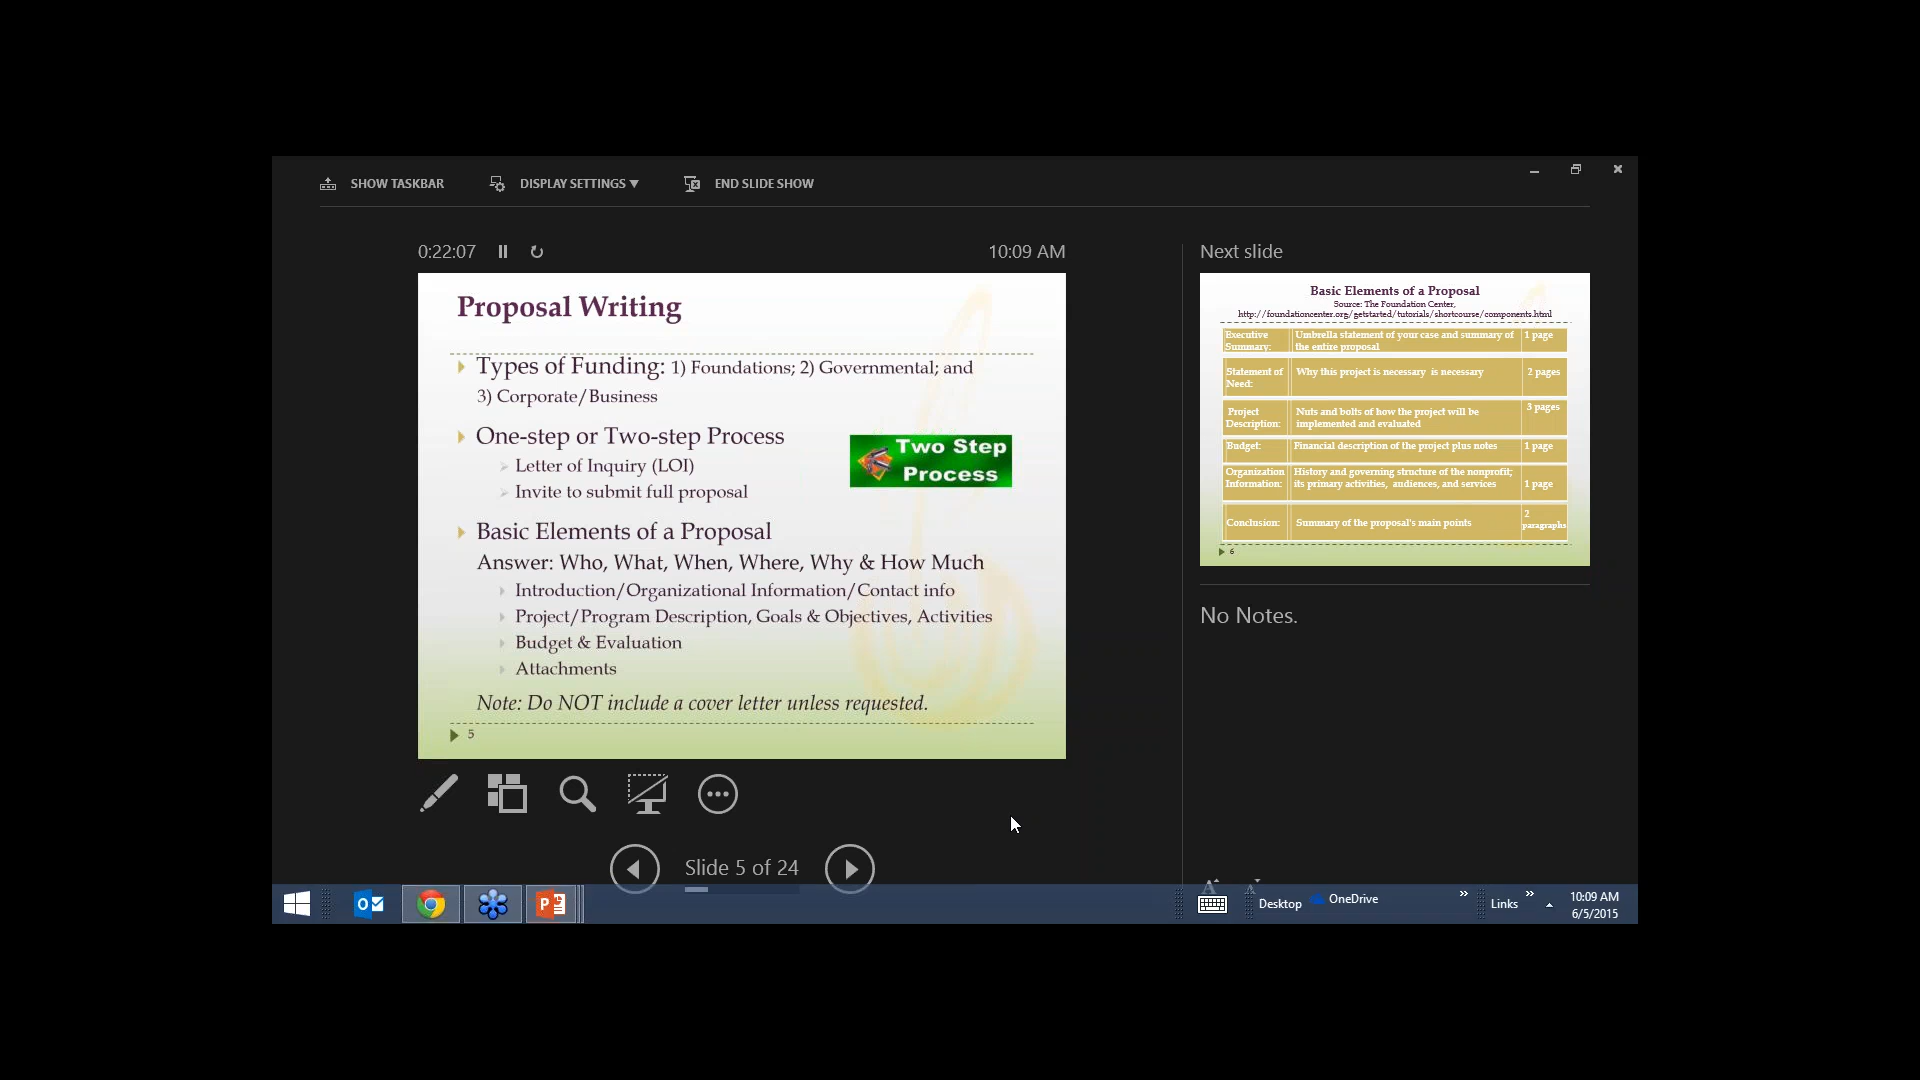 SHOW TASKBAR
DISPLAY SETTINGS
END SLIDE SHOW
0:22:07
10:09 AM
Proposal Writing
Types of Funding: 1) Foundations; 2) Governmental; and
3) Corporate/Business
One-step or Two-step Process
Letter of Inquiry (LOI)
Invite to submit full proposal
Two Step
Process
Basic Elements of a Proposal
Answer: Who, What, When, Where, Why & How Much
Introduction/Organizational Information/Contact info
Project/Program Description, Goals & Objectives, Activities
Budget & Evaluation
Attachments
Note: Do NOT include a cover letter unless requested.
5
Next slide
Basic Elements of a Proposal
Source: The Foundation Center,
http://foundationcenter.org/getstarted/tutorials/shortcourse/components.html
Executive
Summary:
Umbrella statement of your case and summary of
the entire proposal
1 page
Statement of
Need:
Why this project is necessary is necessary
2 pages
Project
Description:
Nuts and bolts of how the project will be
implemented and evaluated
3 pages
Budget:
Financial description of the project plus notes
1 page
Organization
Information:
History and governing structure of the nonprofit;
its primary activities, audiences, and services
1 page
Conclusion:
Summary of the proposal's main points
2
paragraphs
6
No Notes.
Slide 5 of 24
Desktop
OneDrive
Links
10:09 AM
6/5/2015